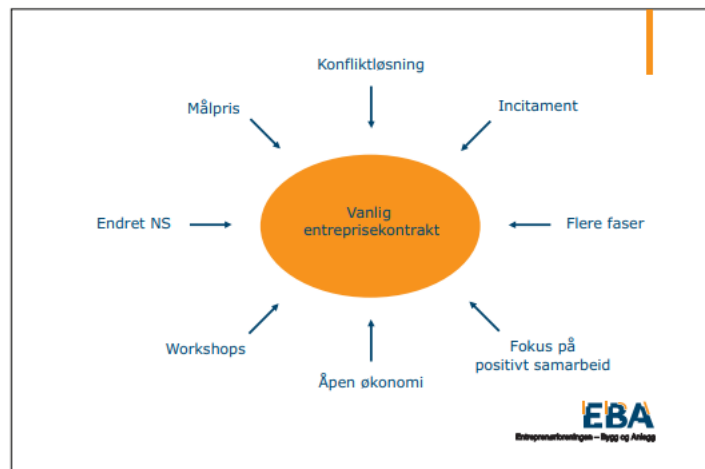 Konfliktløsning
Målpris
Incitament
Endret NS
Vanlig
entreprisekontrakt
Flere faser
Workshops
Åpen økonomi
Fokus på
positivt samarbeid
EBA
Entreprenørforeningen – Bygg og Anlegg